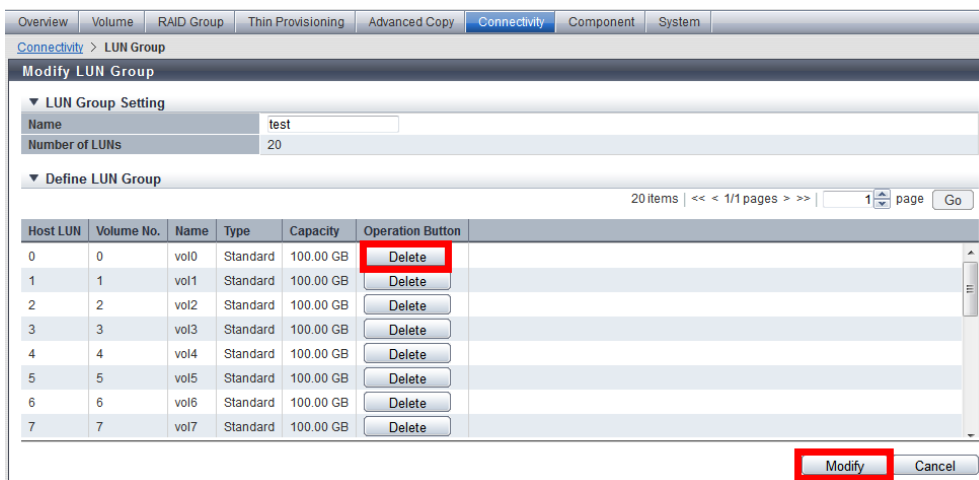 Overview Volume RAID Group Thin Provisioning Advanced Copy Connectivity Component System
Connectivity > LUN Group
Modify LUN Group
LUN Group Setting
Name test
Number of LUNs 20
Define LUN Group
20 items | << < 1/1 pages > >> | 1 page Go
Host LUN Volume No. Name Type Capacity Operation Button
0 0 vol0 Standard 100.00 GB Delete
1 1 vol1 Standard 100.00 GB Delete
2 2 vol2 Standard 100.00 GB Delete
3 3 vol3 Standard 100.00 GB Delete
4 4 vol4 Standard 100.00 GB Delete
5 5 vol5 Standard 100.00 GB Delete
6 6 vol6 Standard 100.00 GB Delete
7 7 vol7 Standard 100.00 GB Delete
Modify Cancel